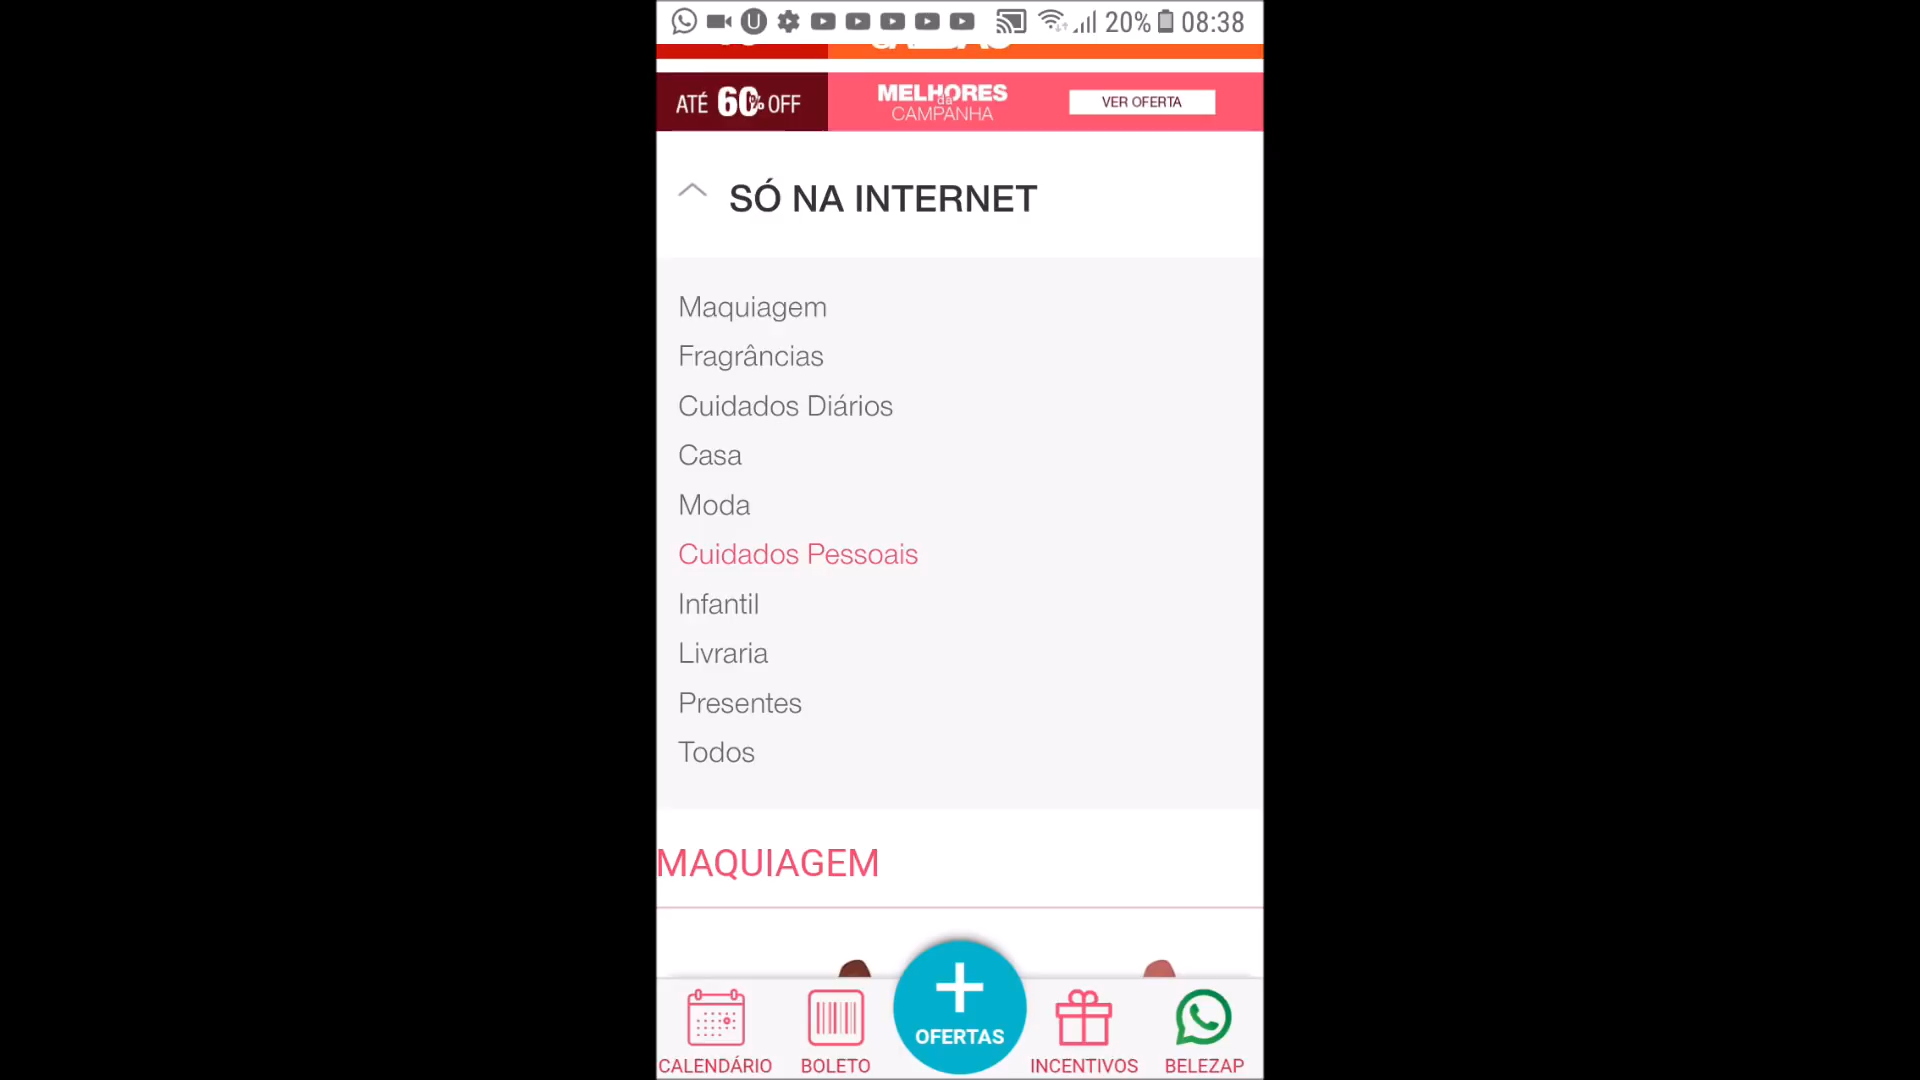 20% 08:38
ATÉ 60% OFF
MELHORES
da
CAMPANHA
VER OFERTA
SÓ NA INTERNET
Maquiagem
Fragrâncias
Cuidados Diários
Casa
Moda
Cuidados Pessoais
Infantil
Livraria
Presentes
Todos
MAQUIAGEM
CALENDÁRIO
BOLETO
OFERTAS
INCENTIVOS
BELEZAP